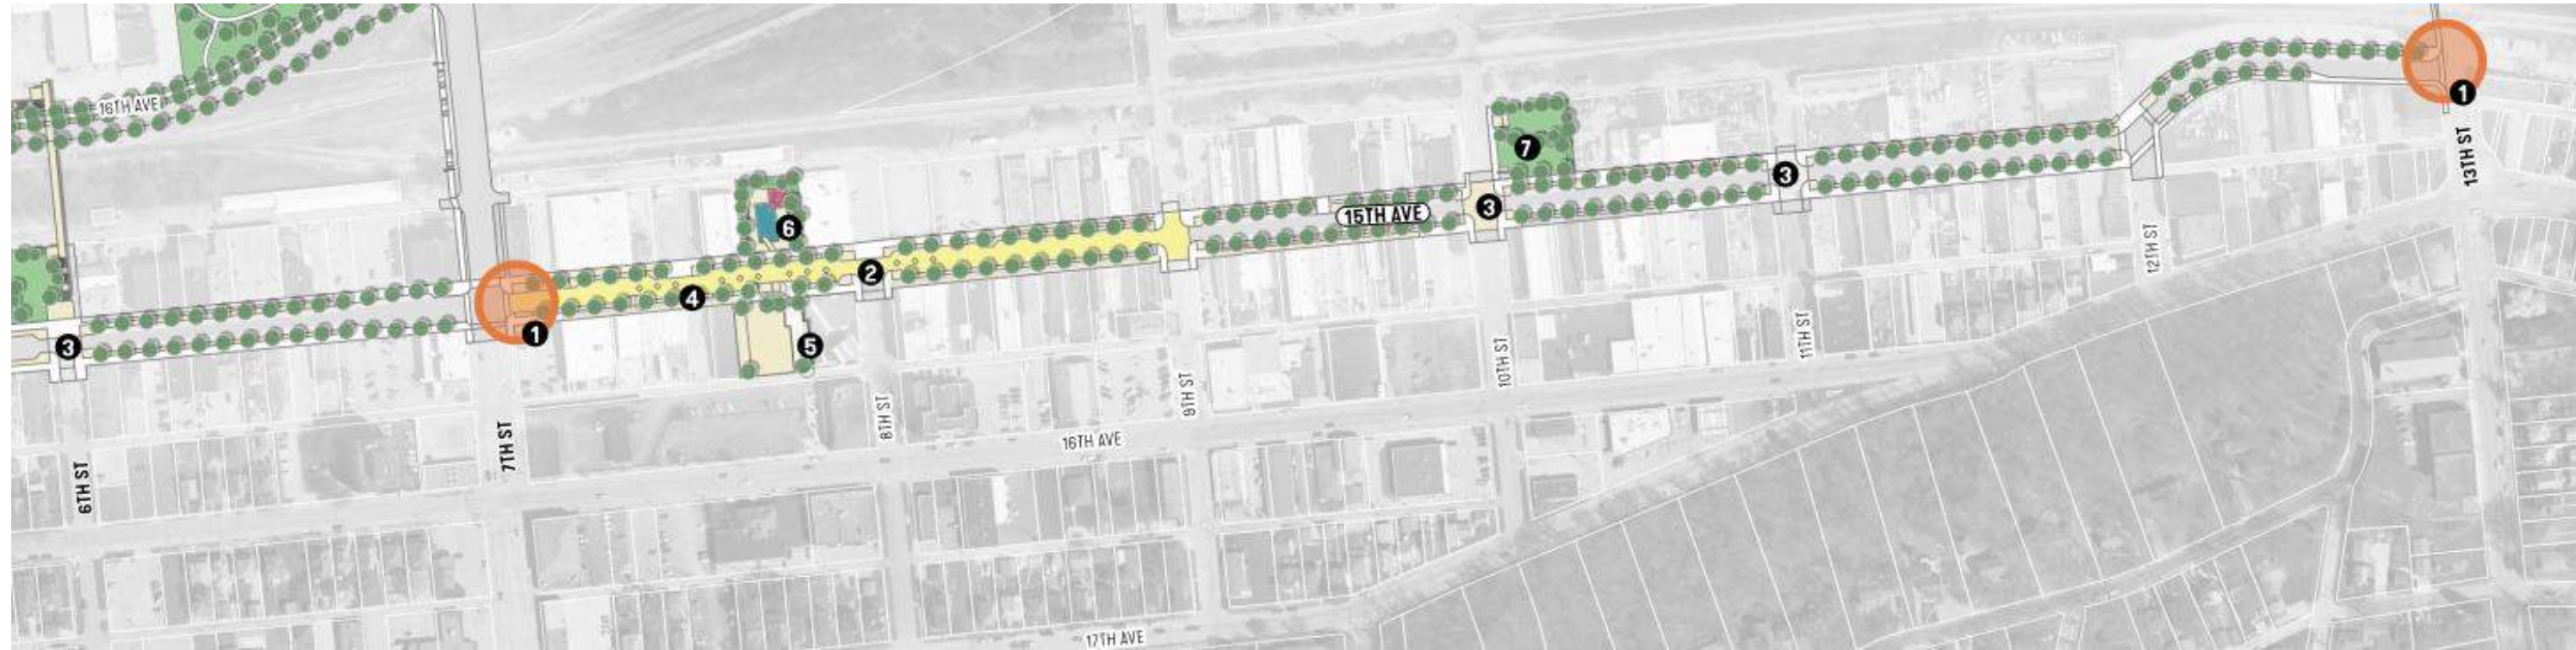 16TH AVE
1
1
13TH ST
7
3
3
15TH AVE
6
2
4
1
3
5
12TH ST
11TH ST
10TH ST
9TH ST
8TH ST
7TH ST
16TH AVE
6TH ST
17TH AVE